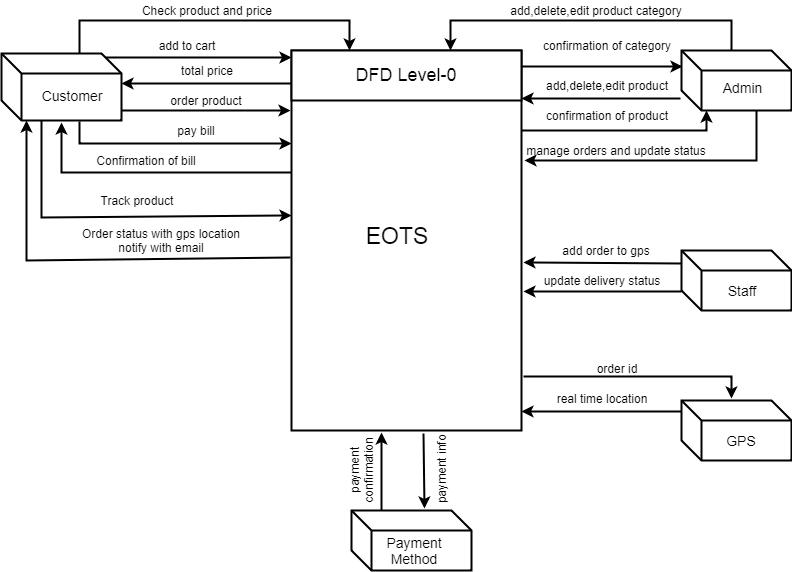 Check product and price
add,delete,edit product category
add to cart
confirmation of category
total price
DFD Level-0
Customer
Admin
order product
add,delete,edit product
pay bill
confirmation of product
Confirmation of bill
manage orders and update status
Track product
EOTS
Order status with gps location
notify with email
add order to gps
update delivery status
Staff
order id
real time location
GPS
payment
confirmation
payment info
Payment
Method